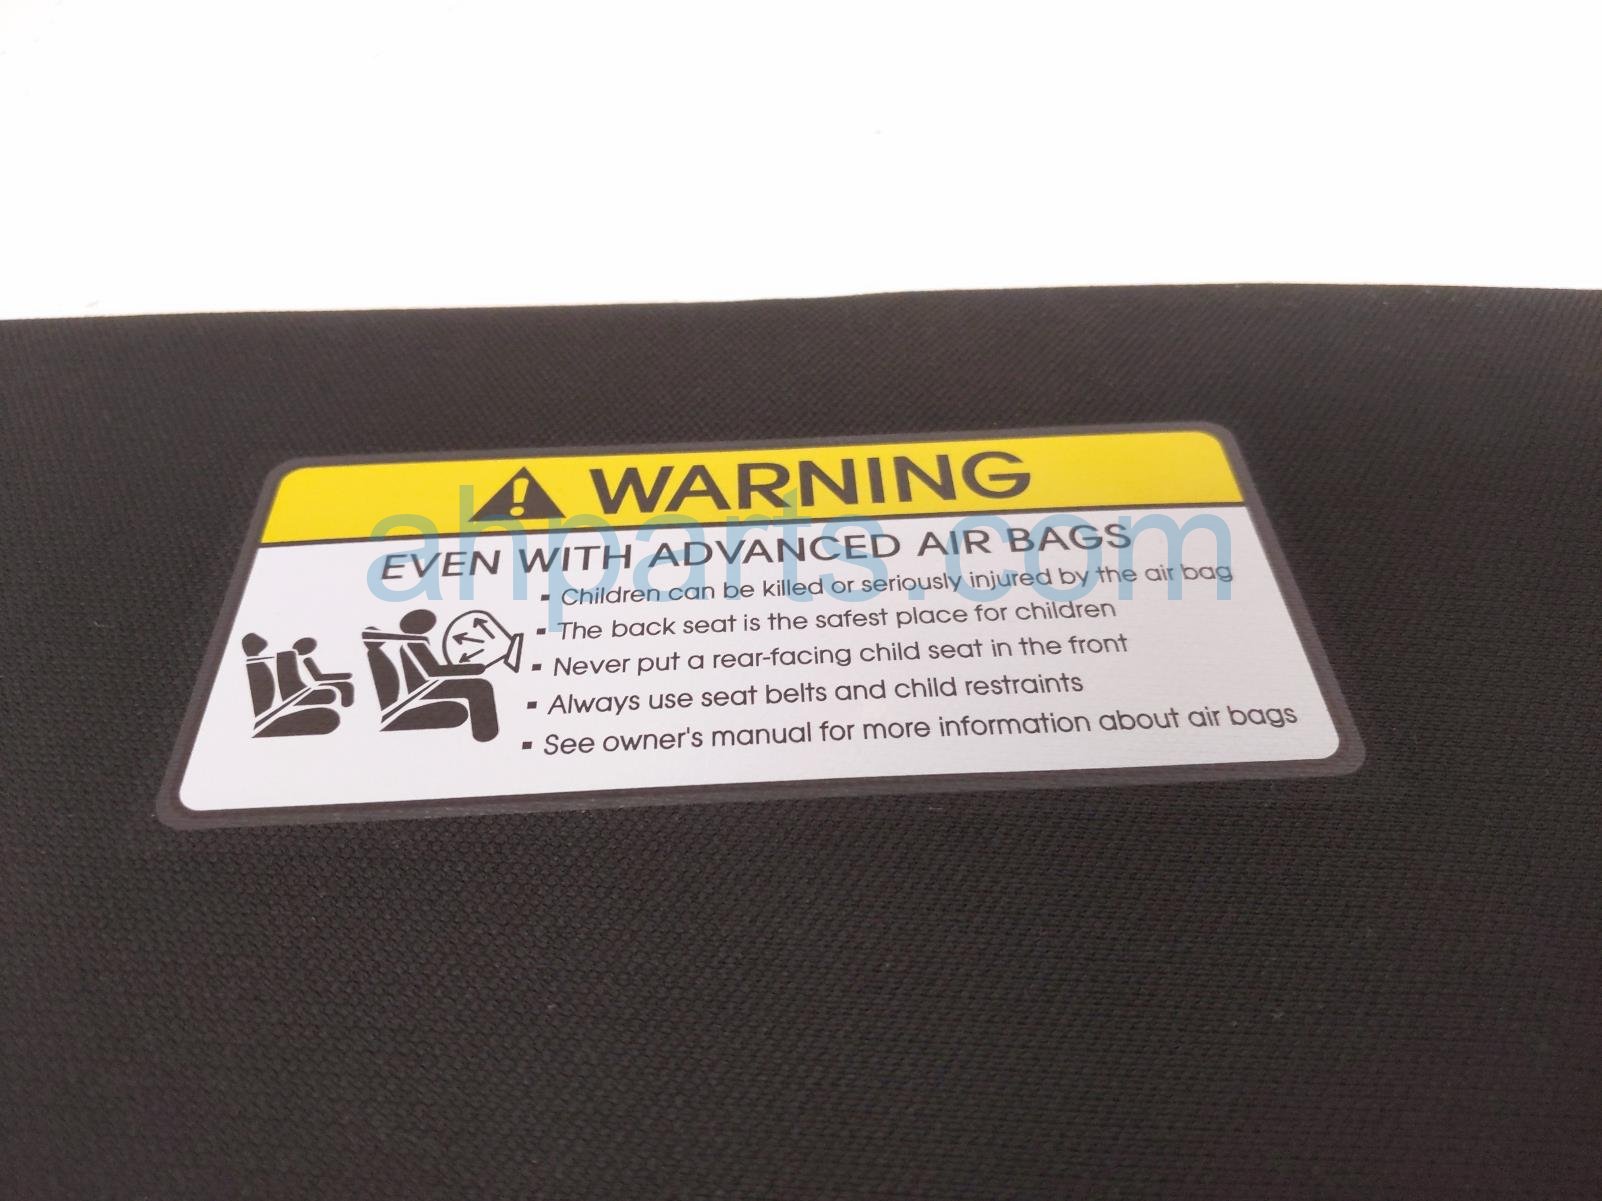 WARNING
EVEN WITH ADVANCED AIR BAGS
▪ Children can be killed or seriously injured by the air bag
▪ The back seat is the safest place for children
▪ Never put a rear-facing child seat in the front
▪ Always use seat belts and child restraints
▪ See owner's manual for more information about air bags
ahparts.com